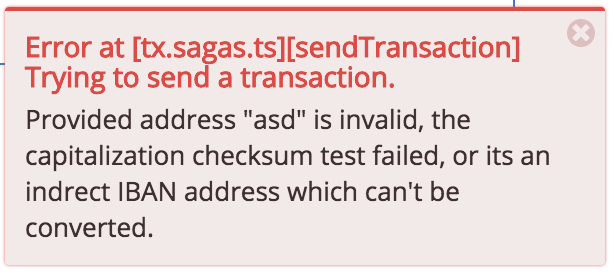 Error at [tx.sagas.ts][sendTransaction]
Trying to send a transaction.
Provided address "asd" is invalid, the
capitalization checksum test failed, or its an
indrect IBAN address which can't be
converted.